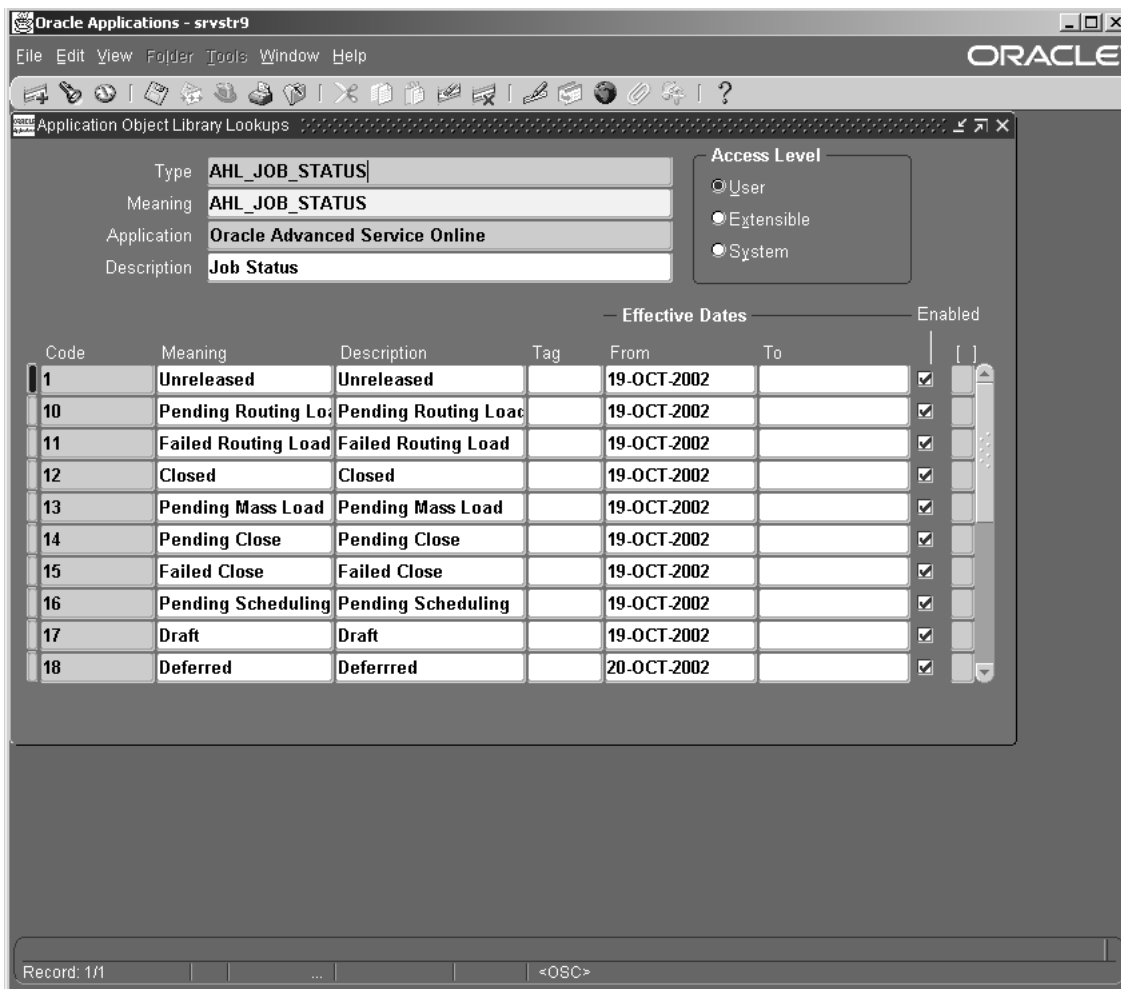 Oracle Applications - srvstr9
File Edit View Folder Tools Window Help
ORACLE
Application Object Library Lookups
Type AHL_JOB_STATUS
Meaning AHL_JOB_STATUS
Application Oracle Advanced Service Online
Description Job Status
Access Level
User
Extensible
System
Effective Dates Enabled
Code Meaning Description Tag From To [ ]
1 Unreleased Unreleased 19-OCT-2002
10 Pending Routing Loa Pending Routing Load 19-OCT-2002
11 Failed Routing Load Failed Routing Load 19-OCT-2002
12 Closed Closed 19-OCT-2002
13 Pending Mass Load Pending Mass Load 19-OCT-2002
14 Pending Close Pending Close 19-OCT-2002
15 Failed Close Failed Close 19-OCT-2002
16 Pending Scheduling Pending Scheduling 19-OCT-2002
17 Draft Draft 19-OCT-2002
18 Deferred Deferrred 20-OCT-2002
Record: 1/1 ... <OSC>